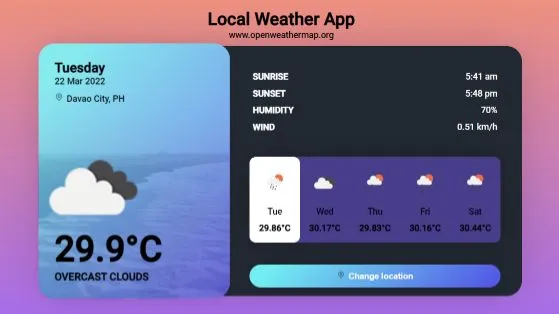 Local Weather App
www.openweathermap.org
Tuesday
22 Mar 2022
Davao City, PH
29.9°C
OVERCAST CLOUDS
SUNRISE 5:41 am
SUNSET 5:48 pm
HUMIDITY 70%
WIND 0.51 km/h
Tue Wed Thu Fri Sat
29.86°C 30.17°C 29.83°C 30.16°C 30.44°C
Change location